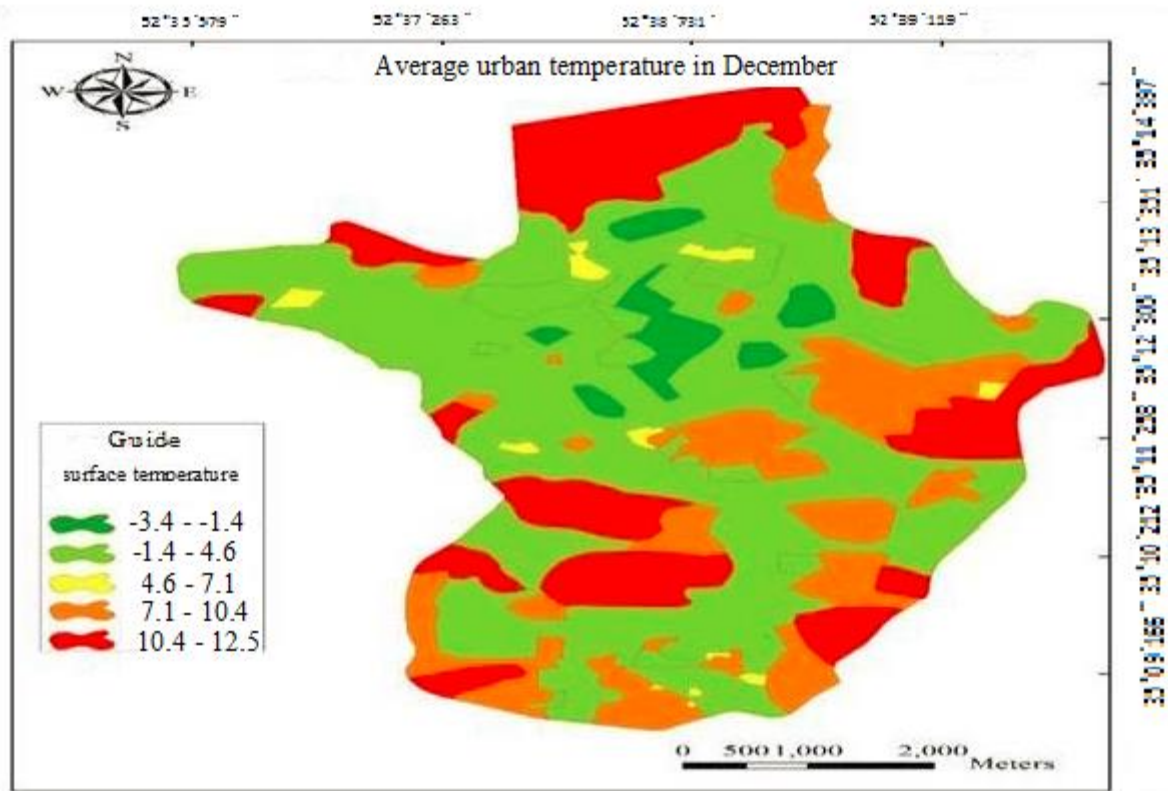 52°35'579"
52°37'263"
52°38'731"
52°39'119"
Average urban temperature in December
N
W
E
S
Guide
surface temperature
-3.4 - -1.4
-1.4 - 4.6
4.6 - 7.1
7.1 - 10.4
10.4 - 12.5
0 500 1,000 2,000
Meters